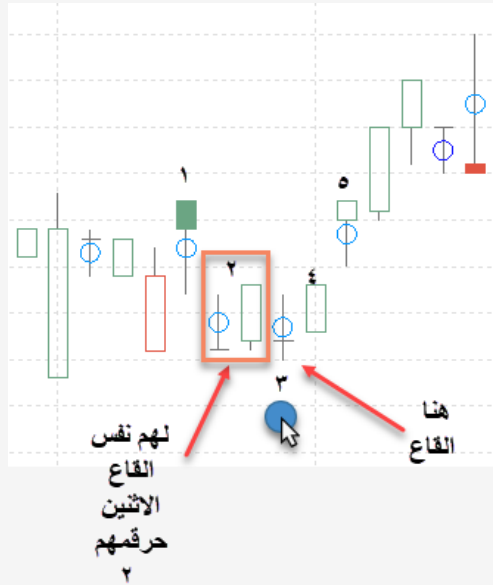 ١
٥
٢
٤
٣
هنا
القاع
لهم نفس
القاع
الاثنين
حرقمهم
٢